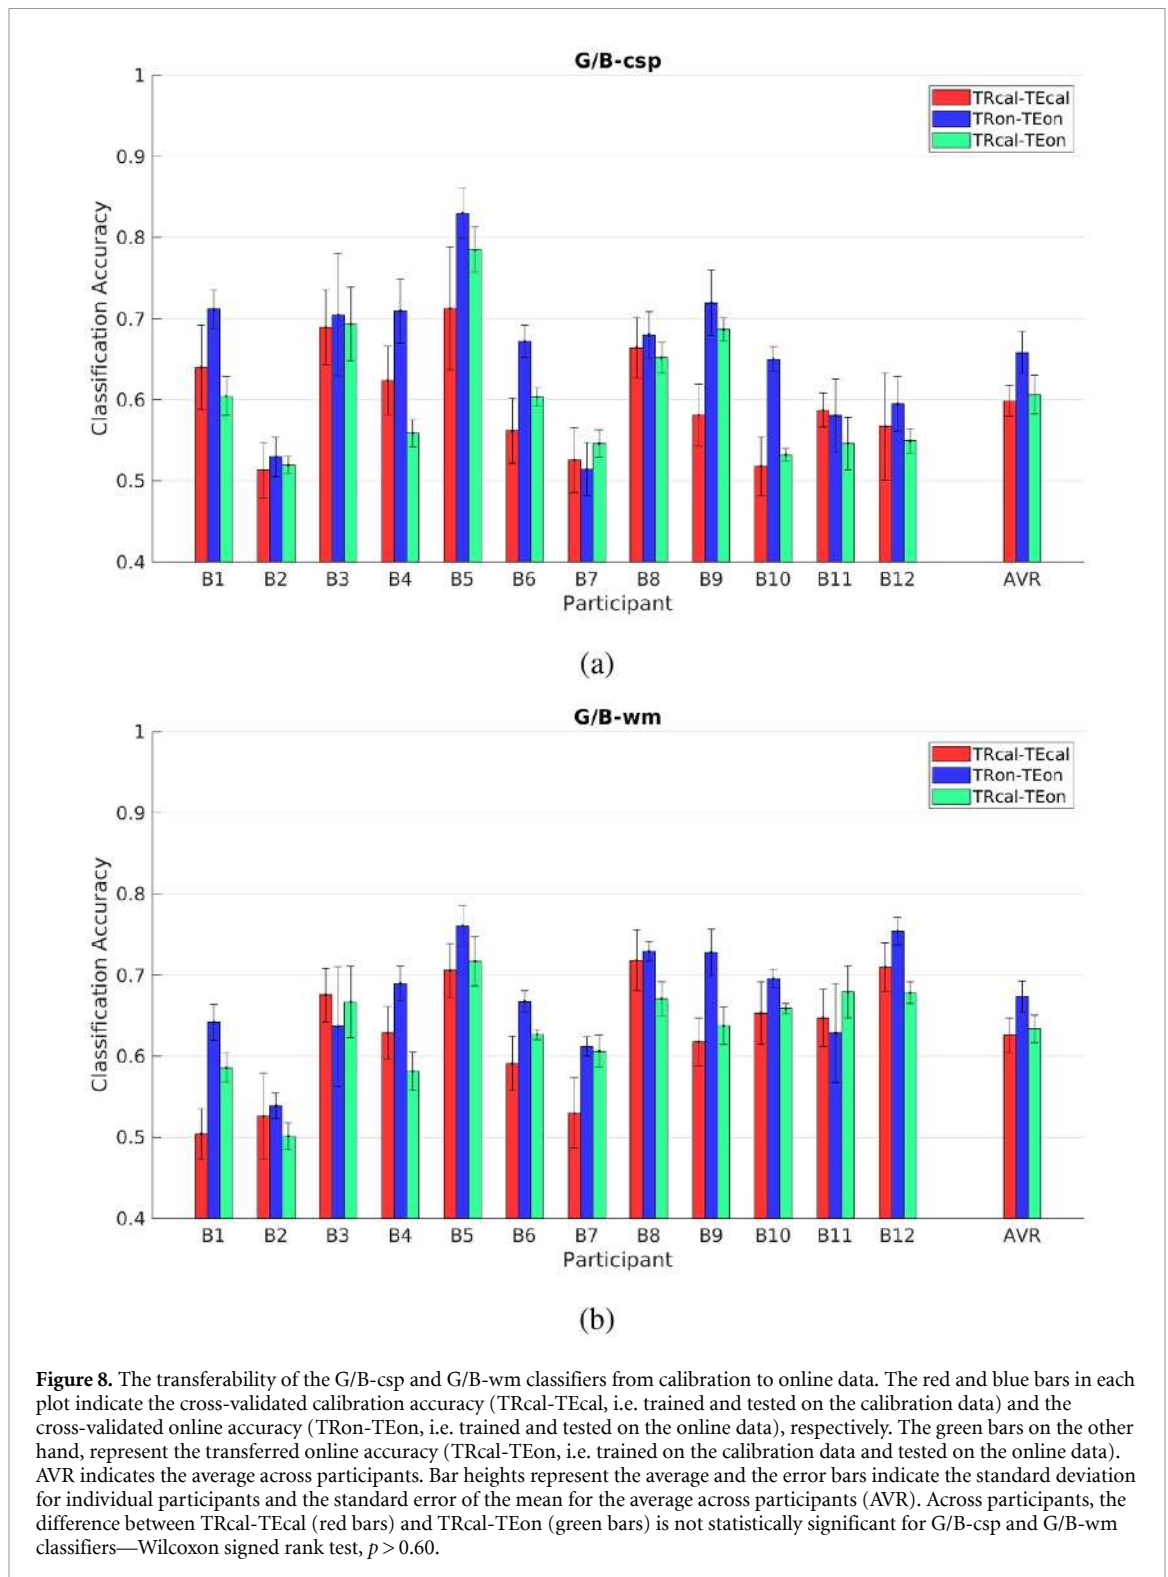 G/B-csp
1
0.9
0.8
0.7
0.6
0.5
0.4
Classification Accuracy
TRcal-TEcal
TRon-TEon
TRcal-TEon
B1 B2 B3 B4 B5 B6 B7 B8 B9 B10 B11 B12 AVR
Participant
(a)
G/B-wm
1
0.9
0.8
0.7
0.6
0.5
0.4
Classification Accuracy
TRcal-TEcal
TRon-TEon
TRcal-TEon
B1 B2 B3 B4 B5 B6 B7 B8 B9 B10 B11 B12 AVR
Participant
(b)
Figure 8. The transferability of the G/B-csp and G/B-wm classifiers from calibration to online data. The red and blue bars in each
plot indicate the cross-validated calibration accuracy (TRcal-TEcal, i.e. trained and tested on the calibration data) and the
cross-validated online accuracy (TRon-TEon, i.e. trained and tested on the online data), respectively. The green bars on the other
hand, represent the transferred online accuracy (TRcal-TEon, i.e. trained on the calibration data and tested on the online data).
AVR indicates the average across participants. Bar heights represent the average and the error bars indicate the standard deviation
for individual participants and the standard error of the mean for the average across participants (AVR). Across participants, the
difference between TRcal-TEcal (red bars) and TRcal-TEon (green bars) is not statistically significant for G/B-csp and G/B-wm
classifiers—Wilcoxon signed rank test, p > 0.60.